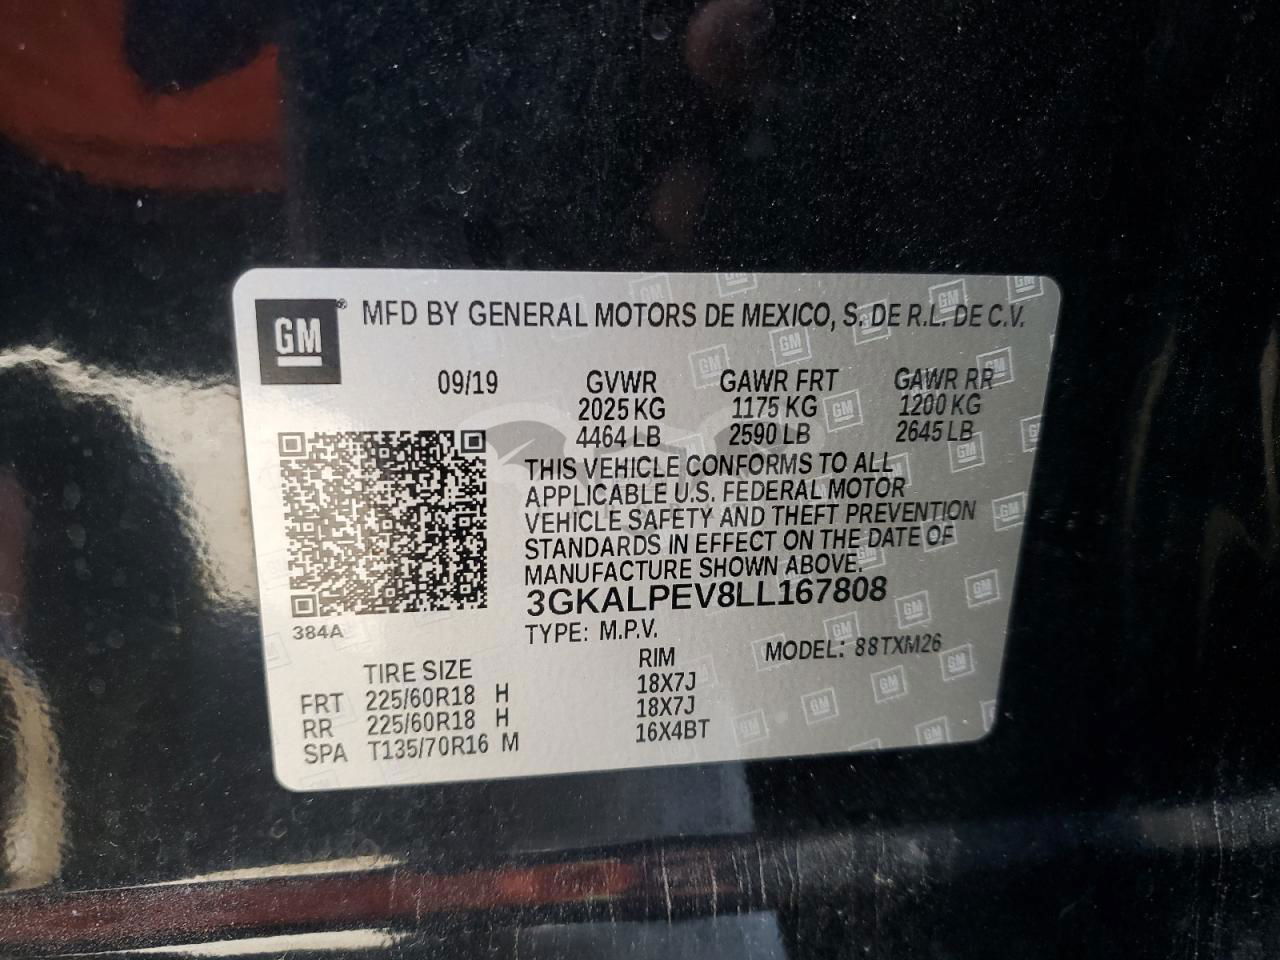 GM ® MFD BY GENERAL MOTORS DE MEXICO, S. DE R.L. DE C.V.
09/19 GVWR GAWR FRT GAWR RR
2025 KG 1175 KG 1200 KG
4464 LB 2590 LB 2645 LB
THIS VEHICLE CONFORMS TO ALL
APPLICABLE U.S. FEDERAL MOTOR
VEHICLE SAFETY AND THEFT PREVENTION
STANDARDS IN EFFECT ON THE DATE OF
MANUFACTURE SHOWN ABOVE.
3GKALPEV8LL167808
384A
TYPE: M.P.V. MODEL: 88TXM26
TIRE SIZE RIM
FRT 225/60R18 H 18X7J
RR 225/60R18 H 18X7J
SPA T135/70R16 M 16X4BT